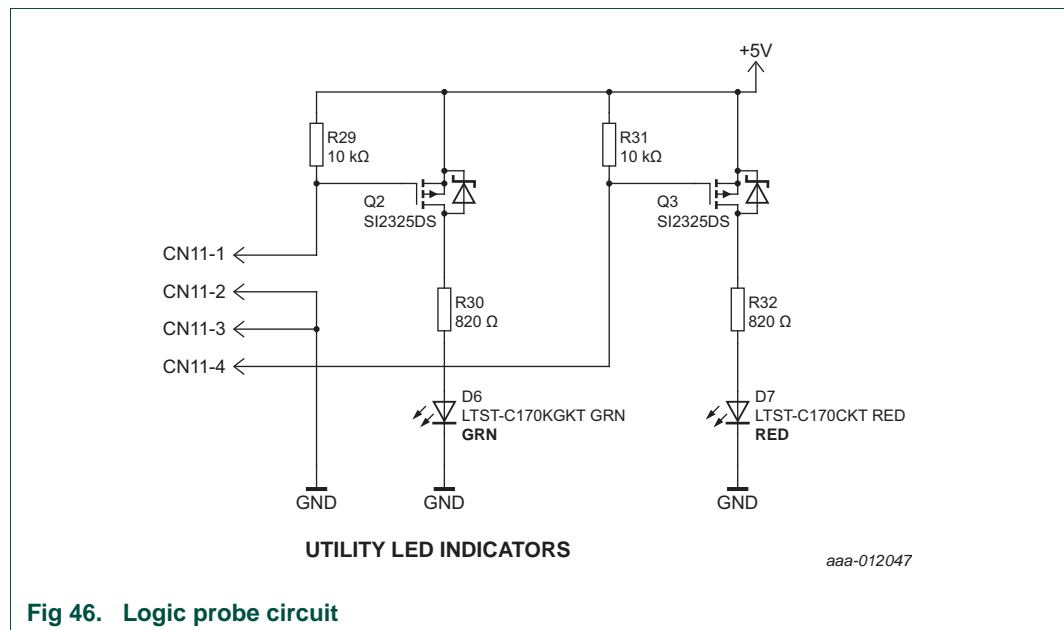 +5V
R29
10 kΩ
R31
10 kΩ
Q2
SI2325DS
Q3
SI2325DS
CN11-1
CN11-2
CN11-3
CN11-4
R30
820 Ω
R32
820 Ω
D6
LTST-C170KGKT GRN
GRN
D7
LTST-C170CKT RED
RED
GND
GND
GND
UTILITY LED INDICATORS
aaa-012047
Fig 46. Logic probe circuit